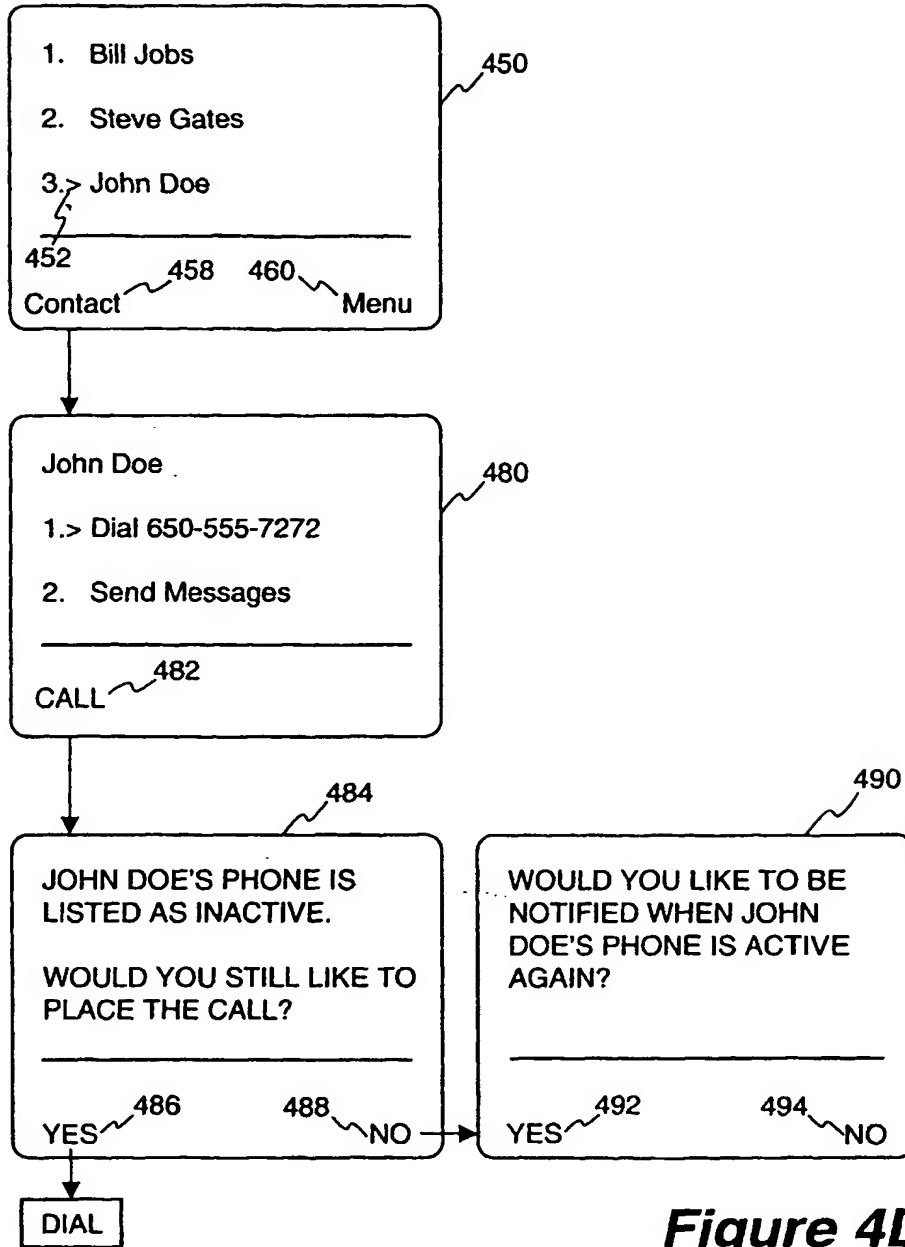 1. Bill Jobs
450
2. Steve Gates
3.> John Doe
452
458
460
Contact
Menu
John Doe
480
1.> Dial 650-555-7272
2. Send Messages
482
CALL
484
490
JOHN DOE'S PHONE IS
LISTED AS INACTIVE.
WOULD YOU STILL LIKE TO
PLACE THE CALL?
486
488
YES
NO
WOULD YOU LIKE TO BE
NOTIFIED WHEN JOHN
DOE'S PHONE IS ACTIVE
AGAIN?
492
494
YES
NO
DIAL
Figure